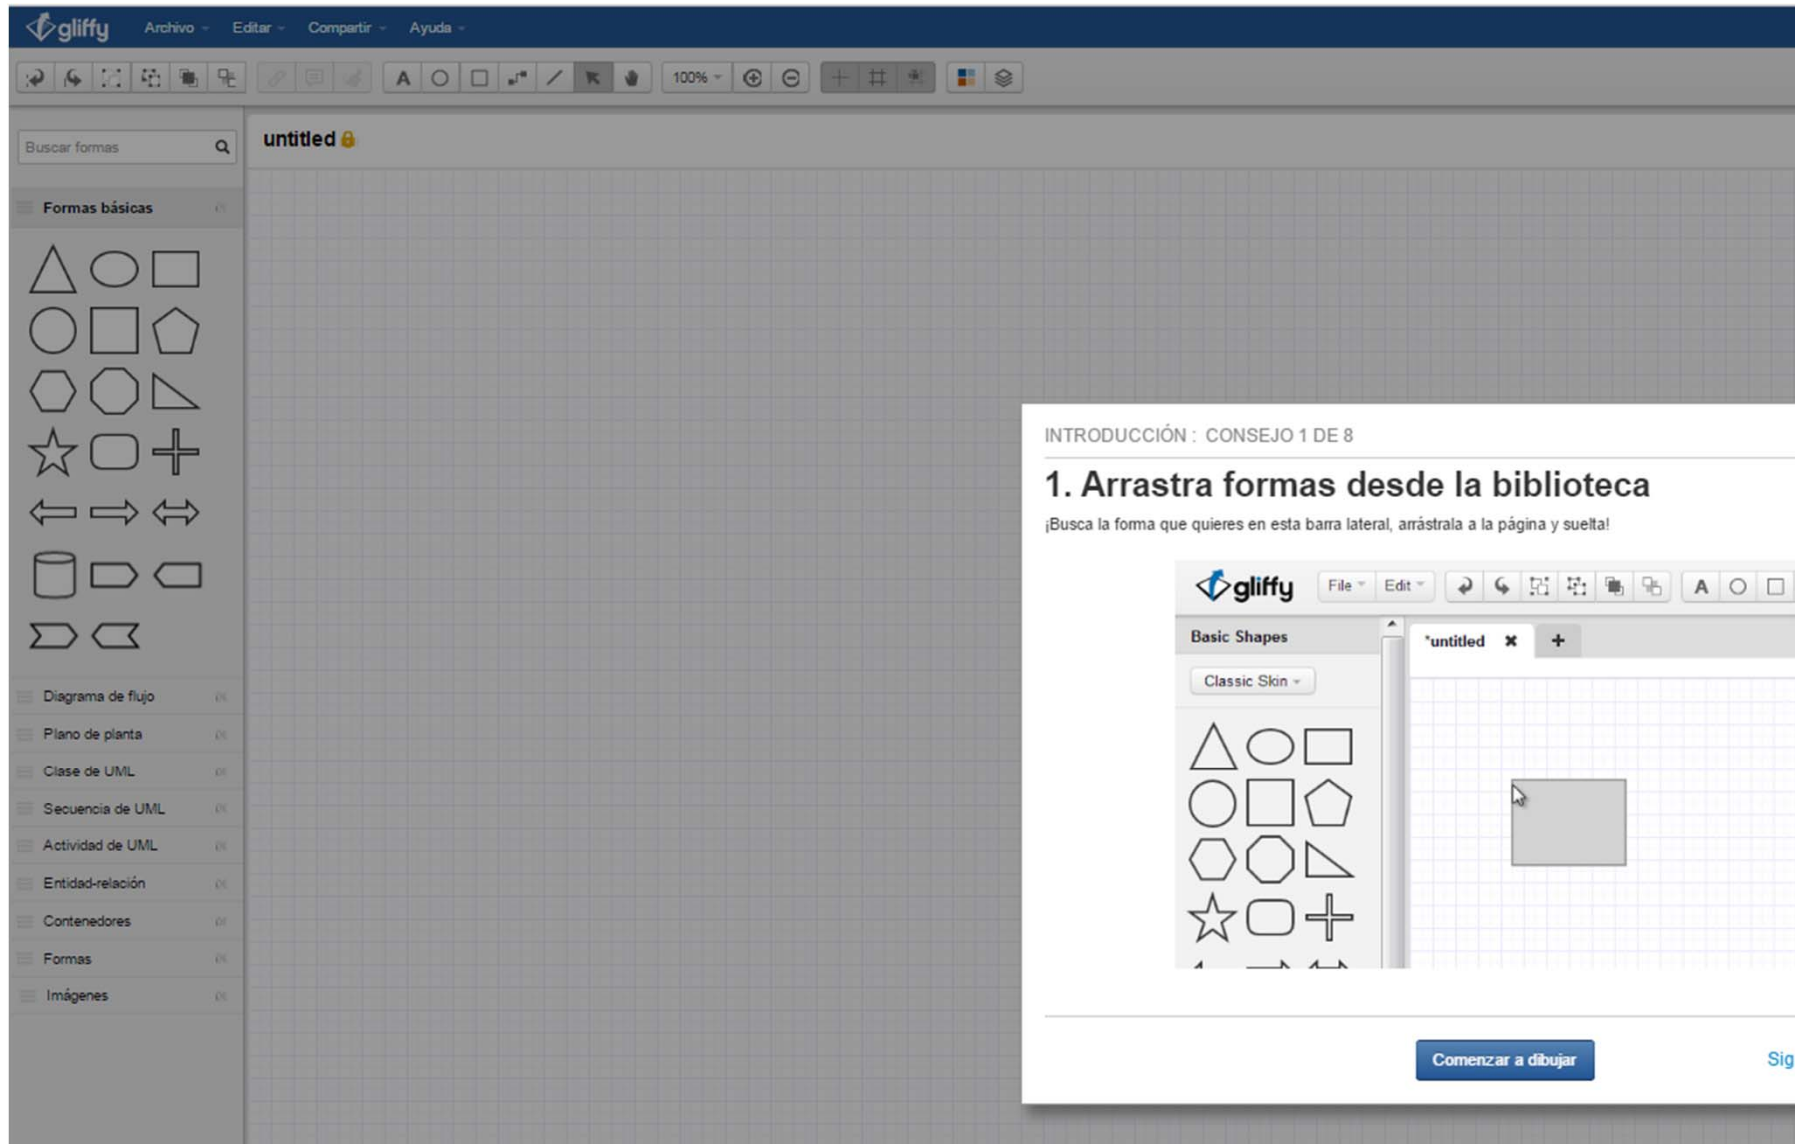 gliffy Archivo Editar Compartir Ayuda
A 100%
Buscar formas
untitled
Formas básicas
Diagrama de flujo
Plano de planta
Clase de UML
Secuencia de UML
Actividad de UML
Entidad-relación
Contenedores
Formas
Imágenes
INTRODUCCIÓN : CONSEJO 1 DE 8
1. Arrastra formas desde la biblioteca
¡Busca la forma que quieres en esta barra lateral, arrástrala a la página y suelta!
gliffy File Edit A
Basic Shapes
*untitled
Classic Skin
Comenzar a dibujar
Sig